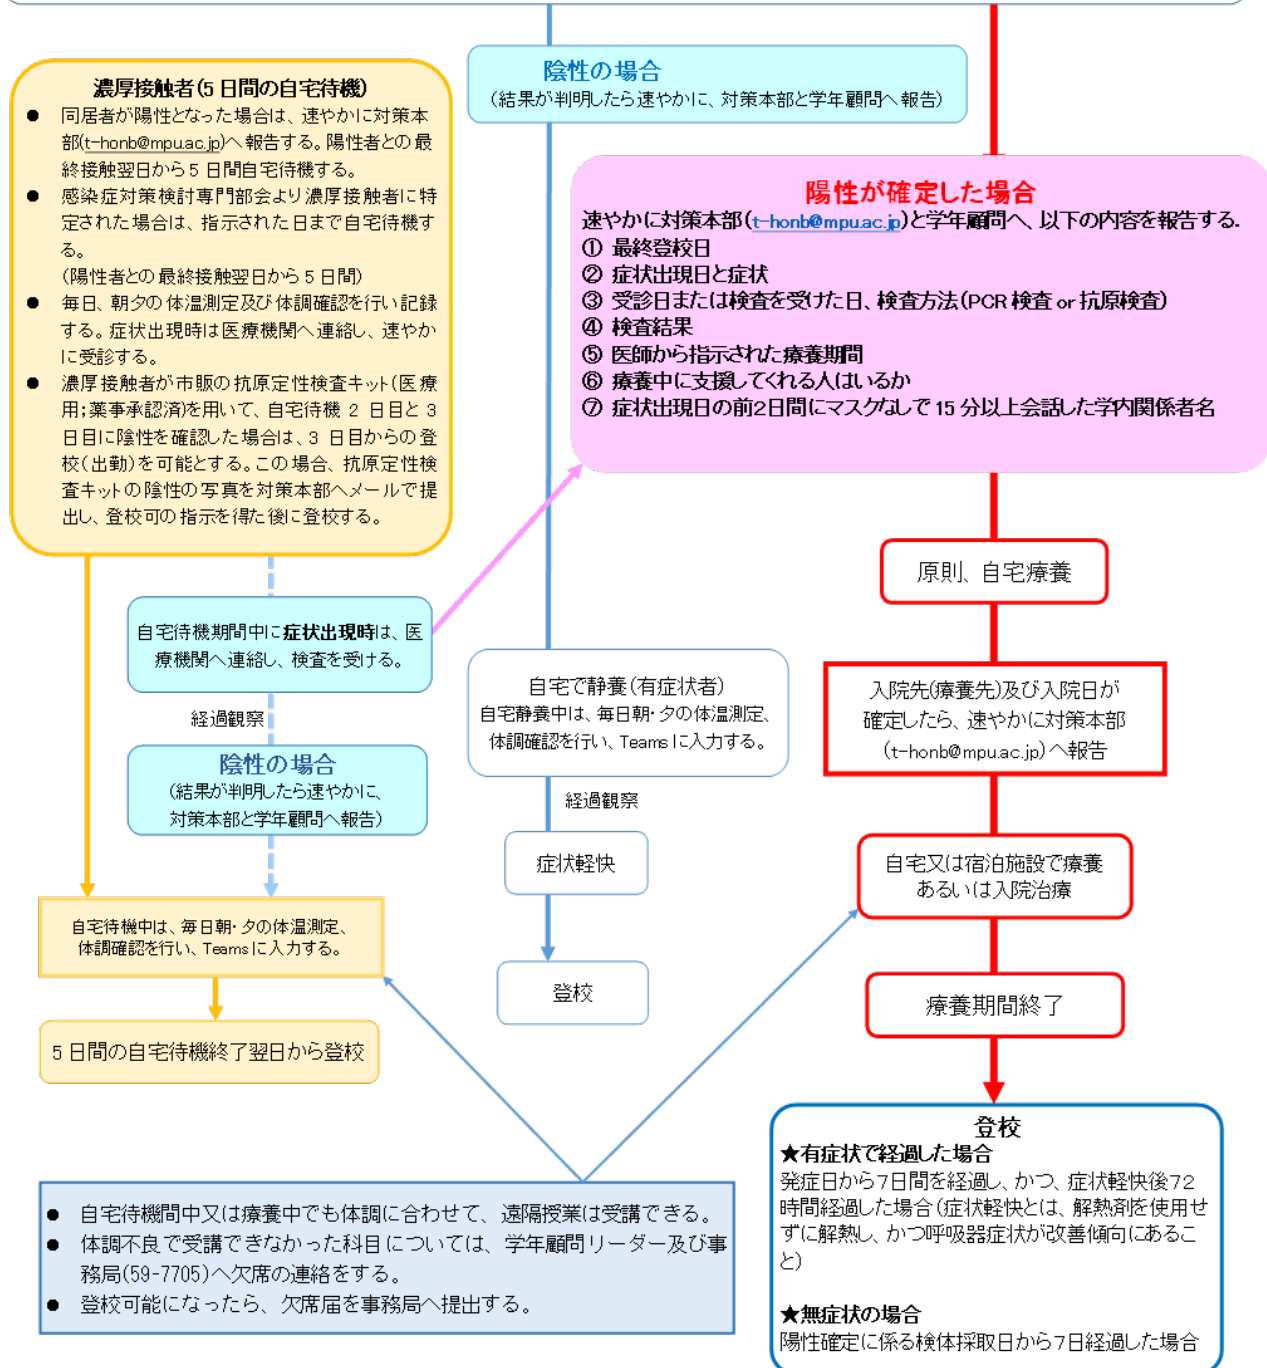 陰性の場合
(結果が判明したら速やかに、対策本部と学年顧問へ報告)
濃厚接触者(5日間の自宅待機)
● 同居者が陽性となった場合は、速やかに対策本
部(t-honb@mpu.ac.jp)へ報告する。陽性者との最
終接触翌日から5日間自宅待機する。
● 感染症対策検討専門部会より濃厚接触者に特
定された場合は、指示された日まで自宅待機す
る。
(陽性者との最終接触翌日から5日間)
● 毎日、朝夕の体温測定及び体調確認を行い記録
する。症状出現時は医療機関へ連絡し、速やか
に受診する。
● 濃厚接触者が市販の抗原定性検査キット(医療
用;薬事承認済)を用いて、自宅待機2日目と3
日目に陰性を確認した場合は、3日目からの登
校(出勤)を可能とする。この場合、抗原定性検
査キットの陰性の写真を対策本部へメールで提
出し、登校可の指示を得た後に登校する。
陽性が確定した場合
速やかに対策本部(t-honb@mpu.ac.jp)と学年顧問へ、以下の内容を報告する.
① 最終登校日
② 症状出現日と症状
③ 受診日または検査を受けた日、検査方法(PCR検査 or 抗原検査)
④ 検査結果
⑤ 医師から指示された療養期間
⑥ 療養中に支援してくれる人はいるか
⑦ 症状出現日の前2日間にマスクなしで15分以上会話した学内関係者名
自宅待機期間中に症状出現時は、医
療機関へ連絡し、検査を受ける。
経過観察
陰性の場合
(結果が判明したら速やかに、
対策本部と学年顧問へ報告)
自宅待機中は、毎日朝・夕の体温測定、
体調確認を行い、Teamsに入力する。
5日間の自宅待機終了翌日から登校
自宅で静養(有症状者)
自宅静養中は、毎日朝・夕の体温測定、
体調確認を行い、Teamsに入力する。
経過観察
症状軽快
登校
原則、自宅療養
入院先(療養先)及び入院日が
確定したら、速やかに対策本部
(t-honb@mpu.ac.jp)へ報告
自宅又は宿泊施設で療養
あるいは入院治療
療養期間終了
登校
★有症状で経過した場合
発症日から7日間を経過し、かつ、症状軽快後72
時間経過した場合(症状軽快とは、解熱剤を使用せ
ずに解熱し、かつ呼吸器症状が改善傾向にあるこ
と)
★無症状の場合
陽性確定に係る検体採取日から7日経過した場合
● 自宅待機間中又は療養中でも体調に合わせて、遠隔授業は受講できる。
● 体調不良で受講できなかった科目については、学年顧問リーダー及び事
務局(59-7705)へ欠席の連絡をする。
● 登校可能になったら、欠席届を事務局へ提出する。